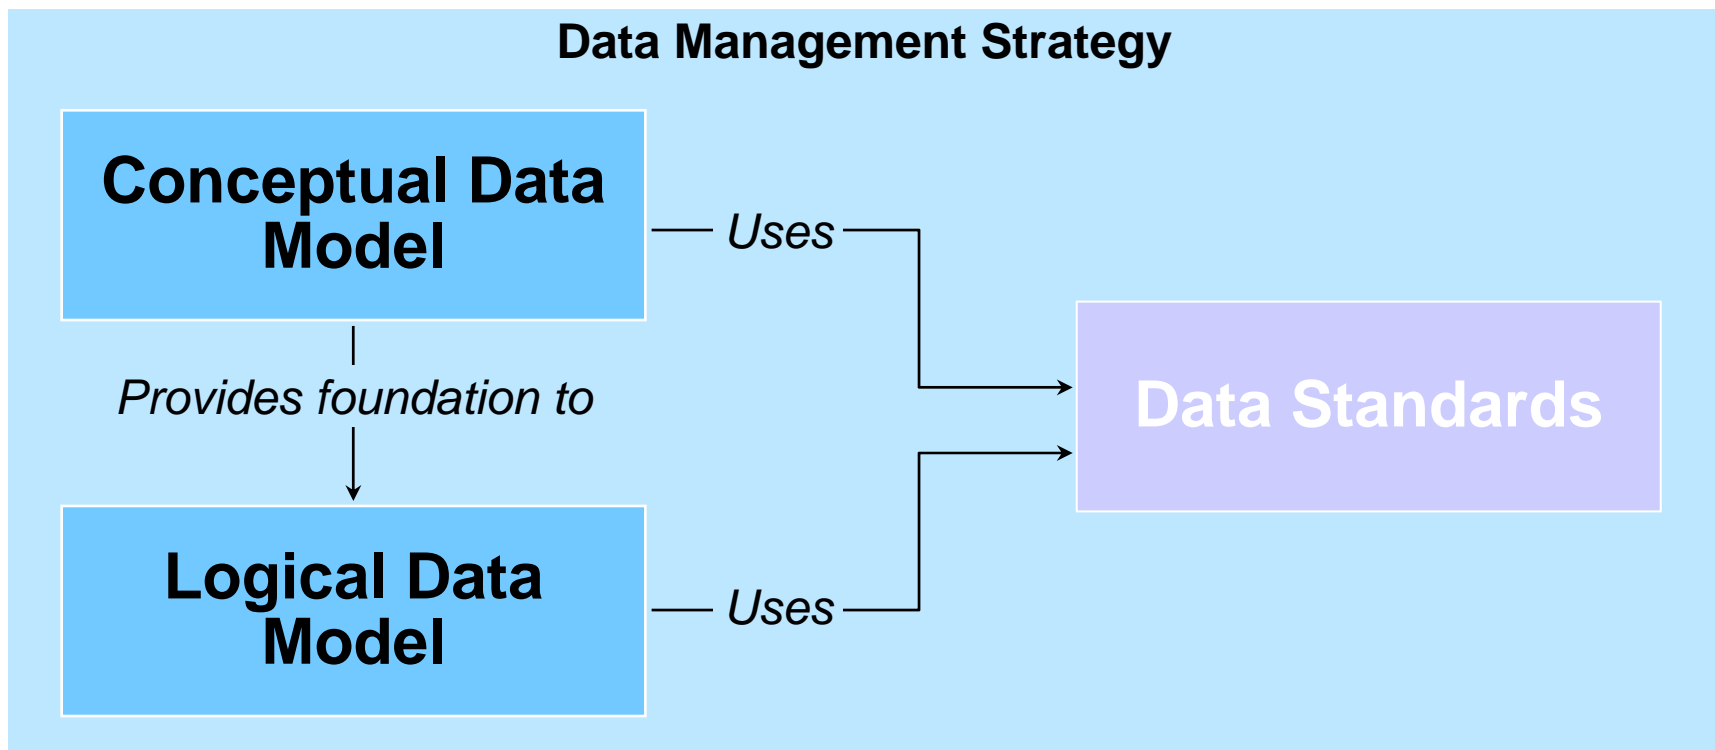 Data Management Strategy
Conceptual Data
Model
Uses
Provides foundation to
Data Standards
Logical Data
Model
Uses